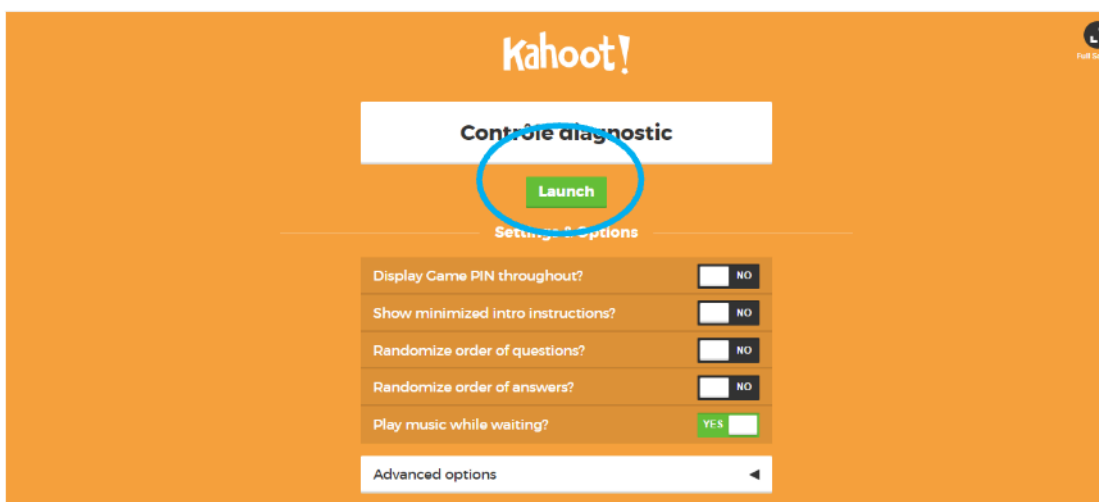 Kahoot!
Full S
Contrôle diagnostic
Launch
Settings & Options
Display Game PIN throughout? NO
Show minimized intro instructions? NO
Randomize order of questions? NO
Randomize order of answers? NO
Play music while waiting? YES
Advanced options